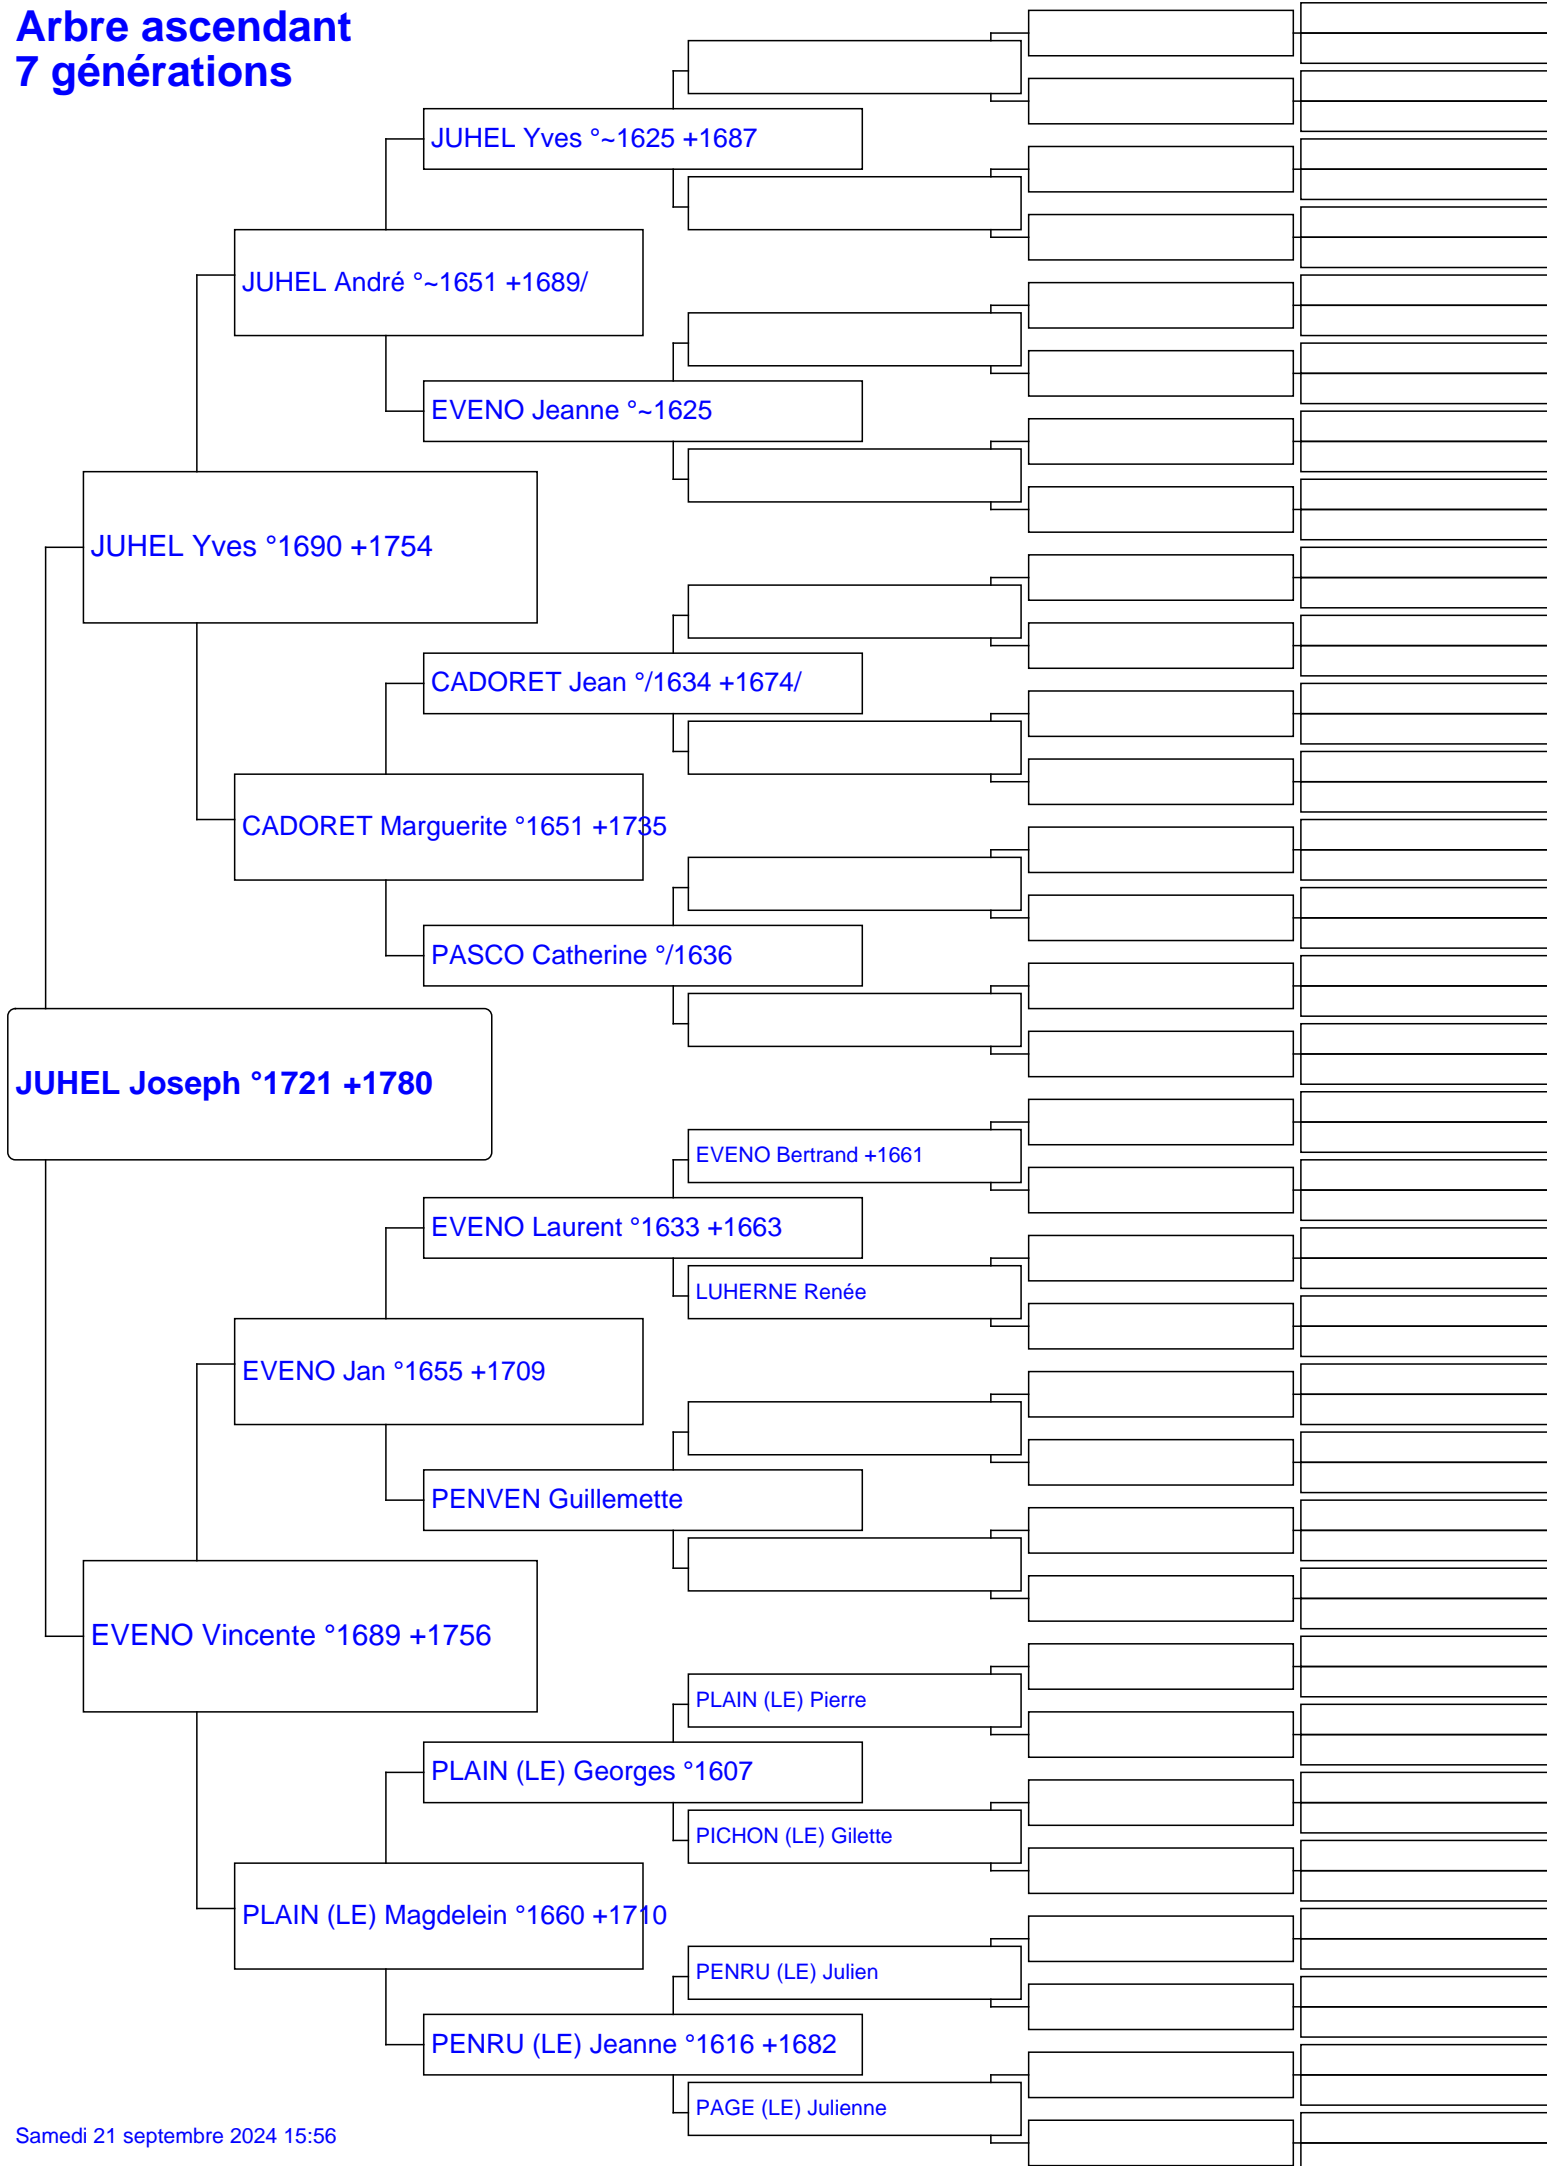 Arbre ascendant
7 générations
JUHEL Yves °~1625 +1687
JUHEL André °~1651 +1689/
EVENO Jeanne °~1625
JUHEL Yves °1690 +1754
CADORET Jean °/1634 +1674/
CADORET Marguerite °1651 +1735
PASCO Catherine °/1636
JUHEL Joseph °1721 +1780
EVENO Bertrand +1661
EVENO Laurent °1633 +1663
LUHERNE Renée
EVENO Jan °1655 +1709
PENVEN Guillemette
EVENO Vincente °1689 +1756
PLAIN (LE) Pierre
PLAIN (LE) Georges °1607
PICHON (LE) Gilette
PLAIN (LE) Magdelein °1660 +1710
PENRU (LE) Julien
PENRU (LE) Jeanne °1616 +1682
PAGE (LE) Julienne
Samedi 21 septembre 2024 15:56